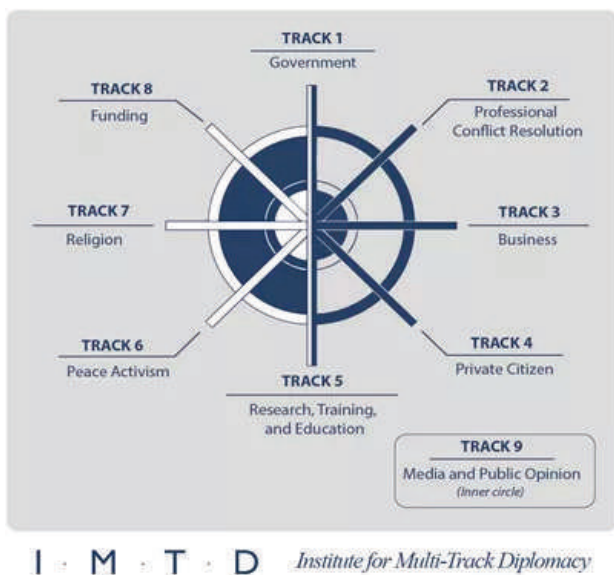 TRACK 1
Government
TRACK 2
Professional
Conflict Resolution
TRACK 3
Business
TRACK 4
Private Citizen
TRACK 5
Research, Training,
and Education
TRACK 6
Peace Activism
TRACK 7
Religion
TRACK 8
Funding
TRACK 9
Media and Public Opinion
(Inner circle)
I · M · T · D Institute for Multi-Track Diplomacy